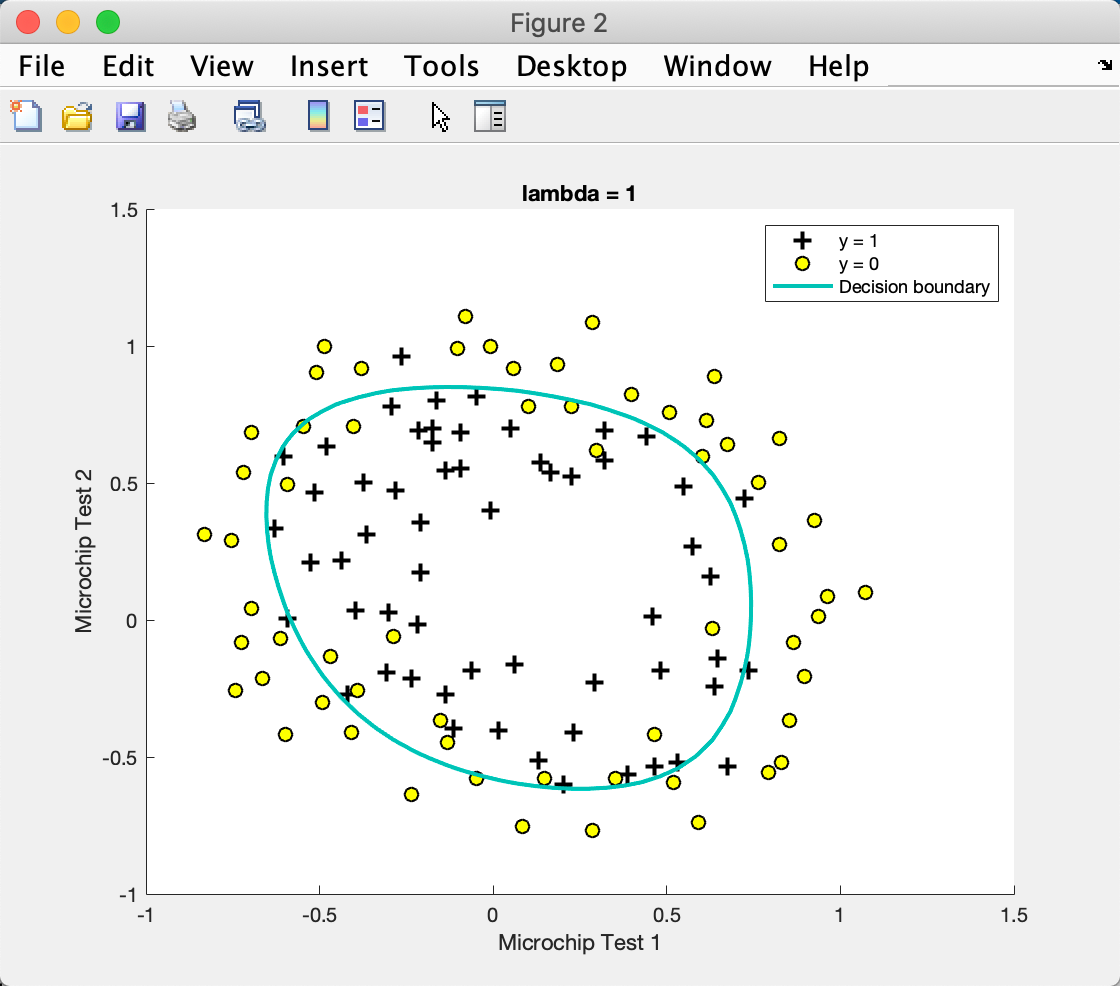 Figure 2
File Edit View Insert Tools Desktop Window Help
lambda = 1
y = 1
y = 0
Decision boundary
1.5
1
0.5
0
-0.5
-1
Microchip Test 2
-1 -0.5 0 0.5 1 1.5
Microchip Test 1